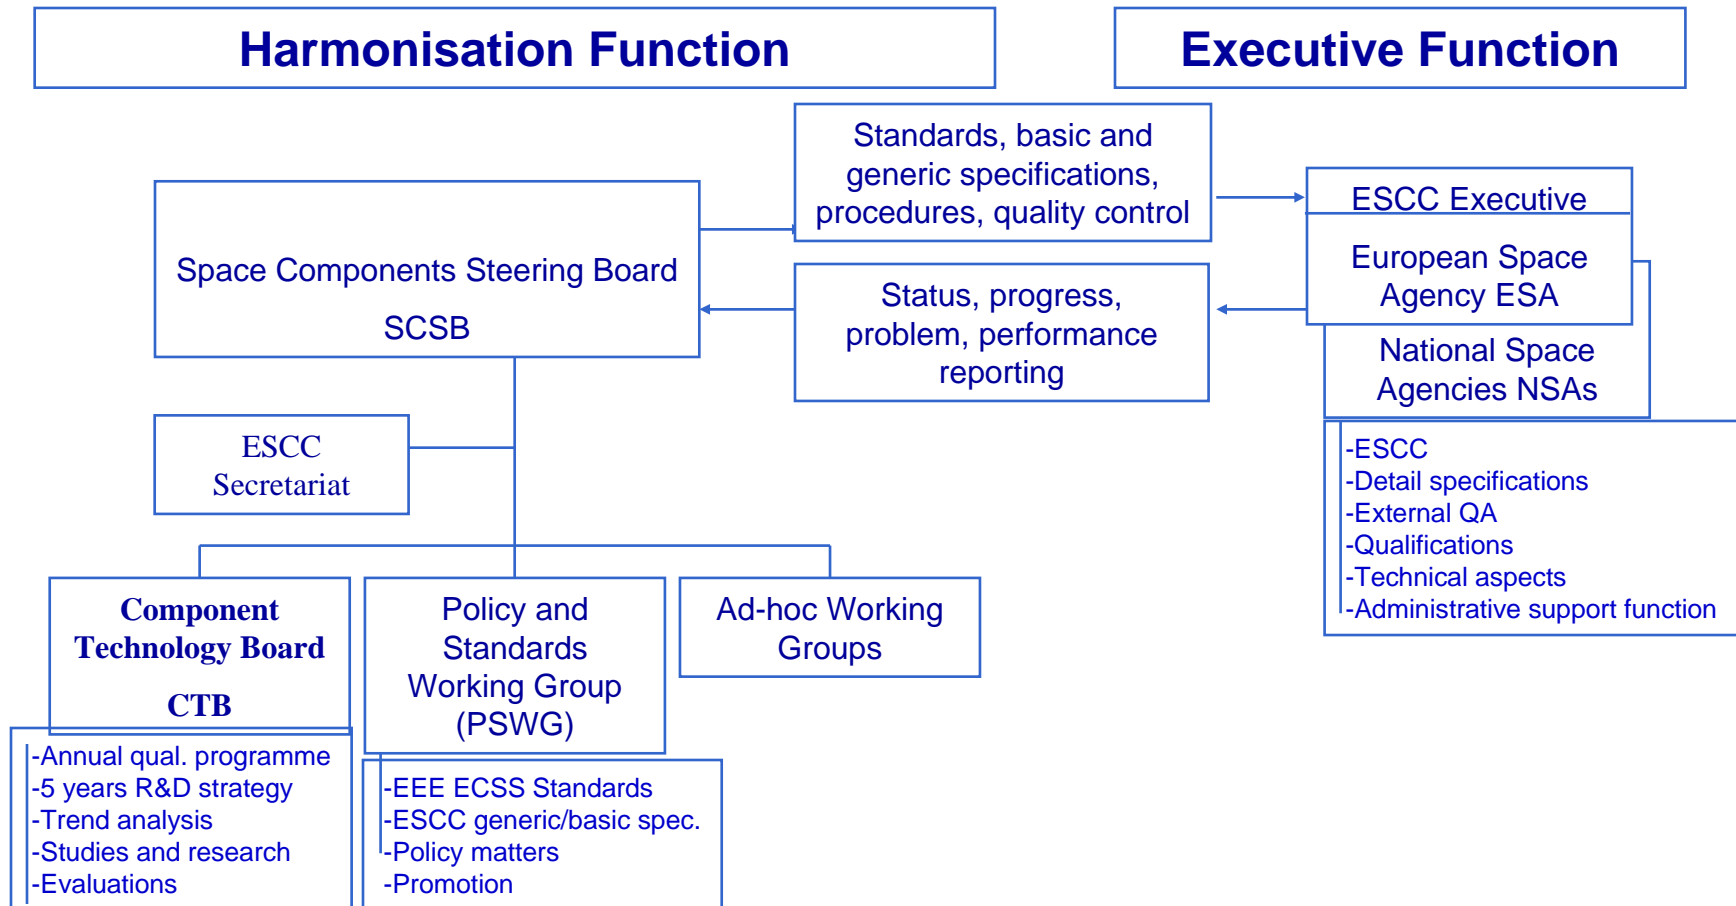 Harmonisation Function
Executive Function
Standards, basic and
generic specifications,
procedures, quality control
Space Components Steering Board
SCSB
Status, progress,
problem, performance
reporting
ESCC Executive
European Space
Agency ESA
National Space
Agencies NSAs
-ESCC
-Detail specifications
-External QA
-Qualifications
-Technical aspects
-Administrative support function
ESCC
Secretariat
Component
Technology Board
CTB
-Annual qual. programme
-5 years R&D strategy
-Trend analysis
-Studies and research
-Evaluations
Policy and
Standards
Working Group
(PSWG)
-EEE ECSS Standards
-ESCC generic/basic spec.
-Policy matters
-Promotion
Ad-hoc Working
Groups